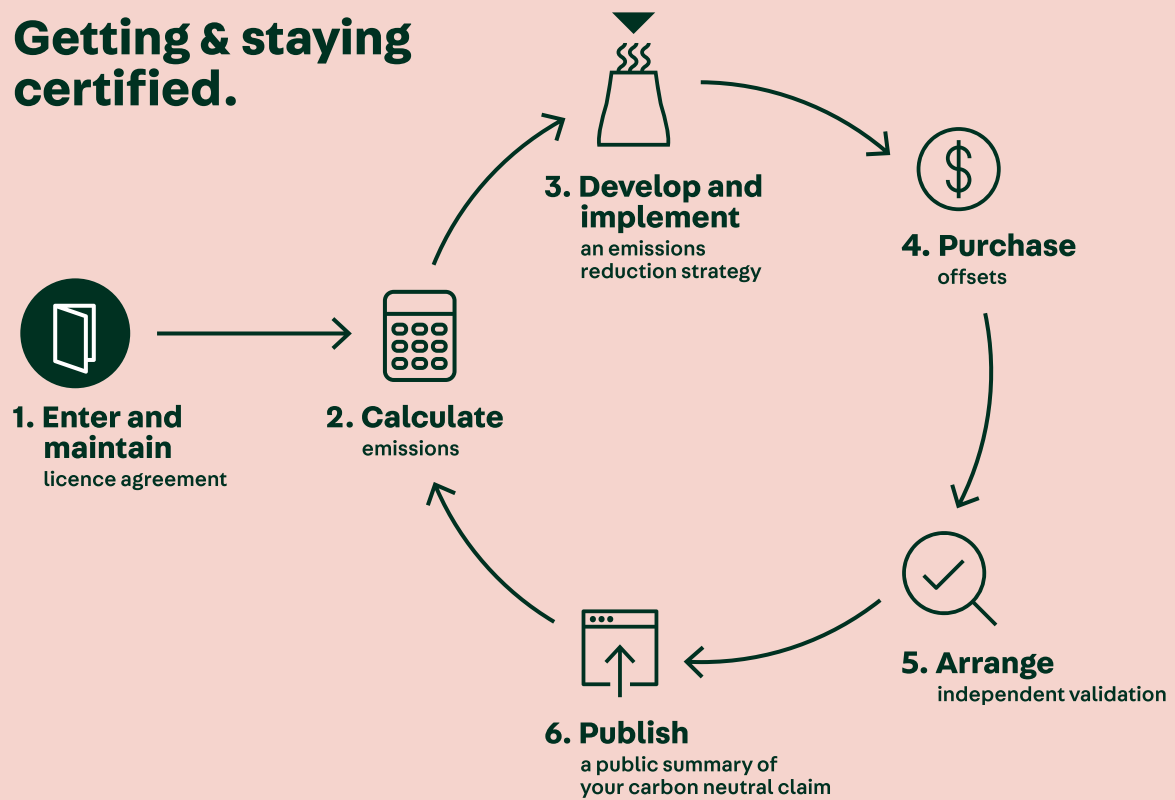 Getting & staying
certified.
1. Enter and
maintain
licence agreement
2. Calculate
emissions
3. Develop and
implement
an emissions
reduction strategy
4. Purchase
offsets
5. Arrange
independent validation
6. Publish
a public summary of
your carbon neutral claim